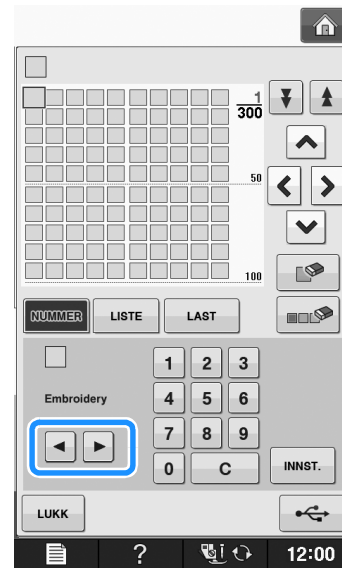 1
300
50
100
NUMMER LISTE LAST
1 2 3
Embroidery 4 5 6
7 8 9
0 C INNST.
LUKK
? 12:00